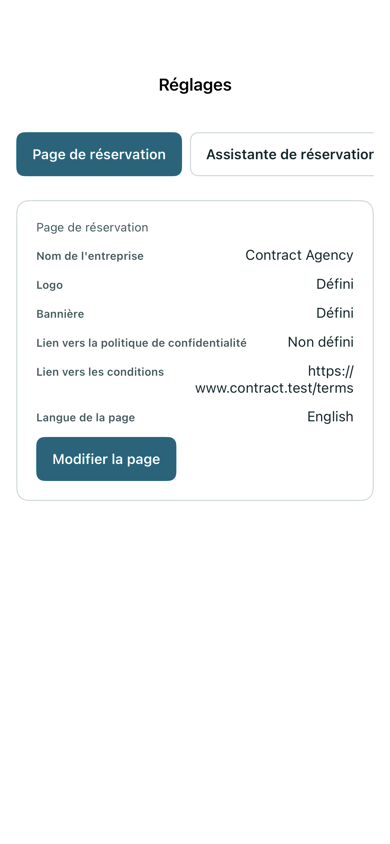 Réglages
Page de réservation
Assistante de réservation
Page de réservation
Nom de l'entreprise Contract Agency
Logo Défini
Bannière Défini
Lien vers la politique de confidentialité Non défini
Lien vers les conditions https://
www.contract.test/terms
Langue de la page English
Modifier la page